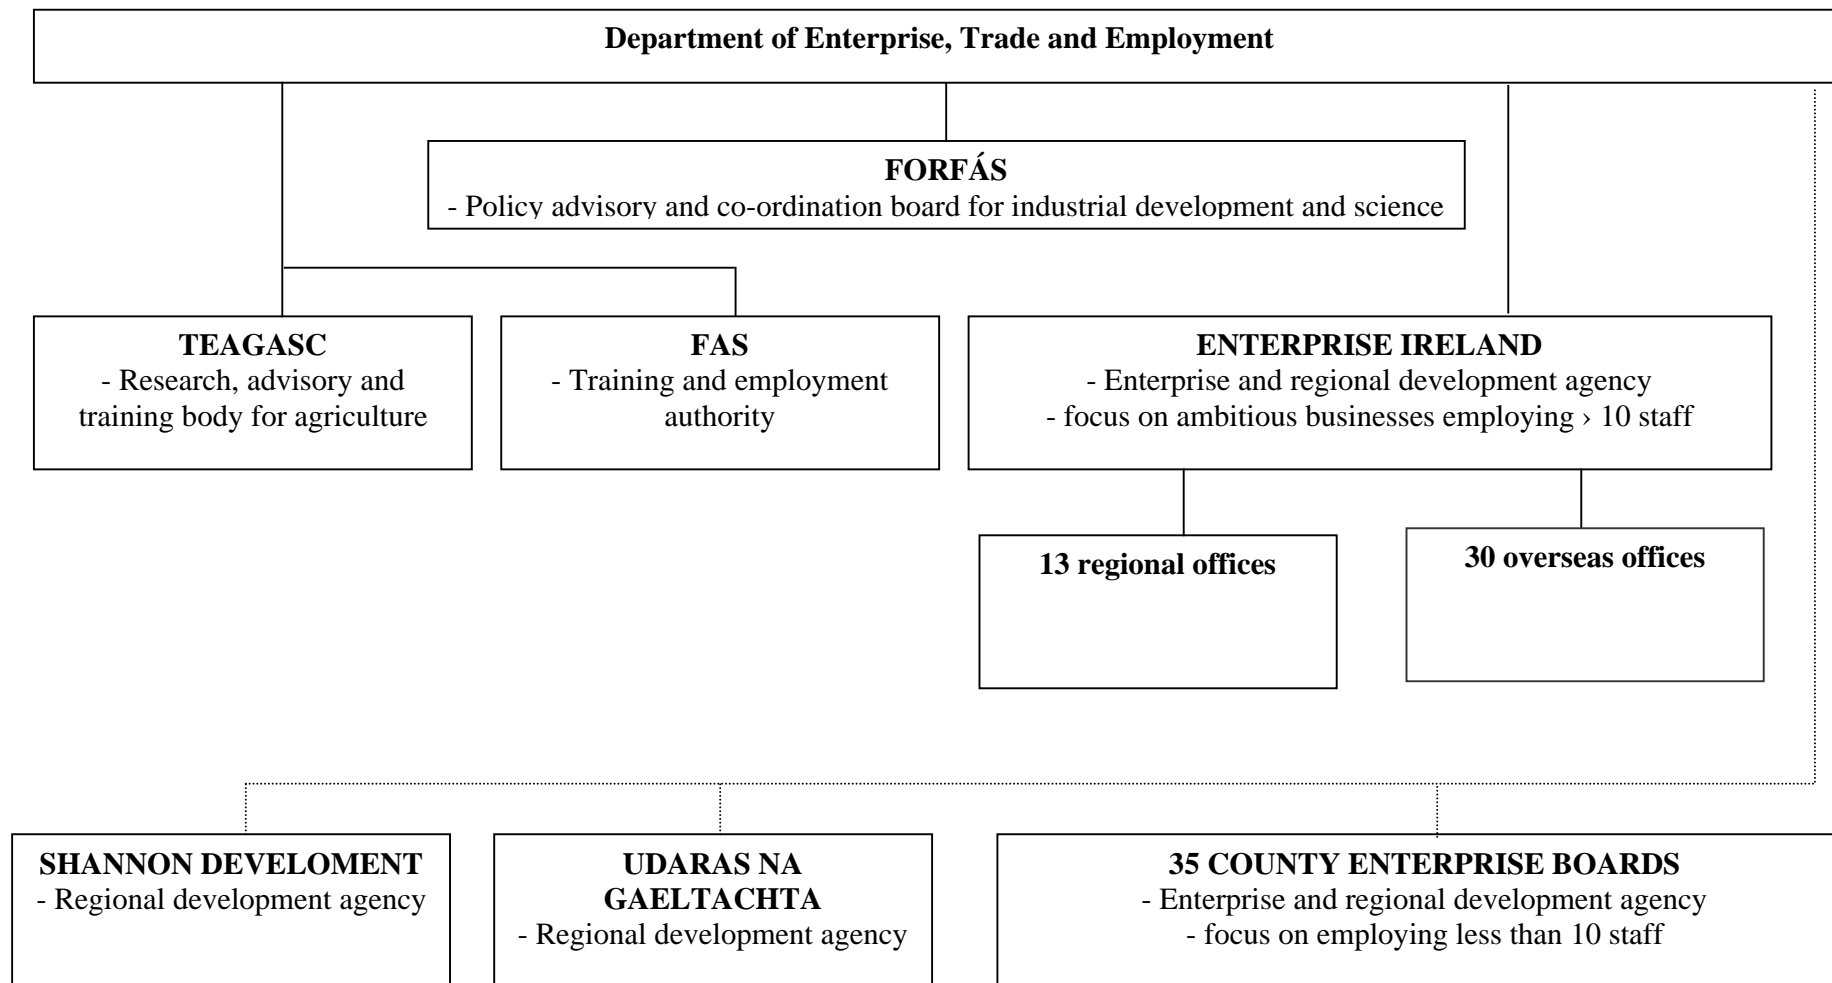 Department of Enterprise, Trade and Employment
FORFÁS
- Policy advisory and co-ordination board for industrial development and science
TEAGASC
- Research, advisory and
training body for agriculture
FAS
- Training and employment
authority
ENTERPRISE IRELAND
- Enterprise and regional development agency
- focus on ambitious businesses employing › 10 staff
13 regional offices
30 overseas offices
SHANNON DEVELOMENT
- Regional development agency
UDARAS NA
GAELTACHTA
- Regional development agency
35 COUNTY ENTERPRISE BOARDS
- Enterprise and regional development agency
- focus on employing less than 10 staff